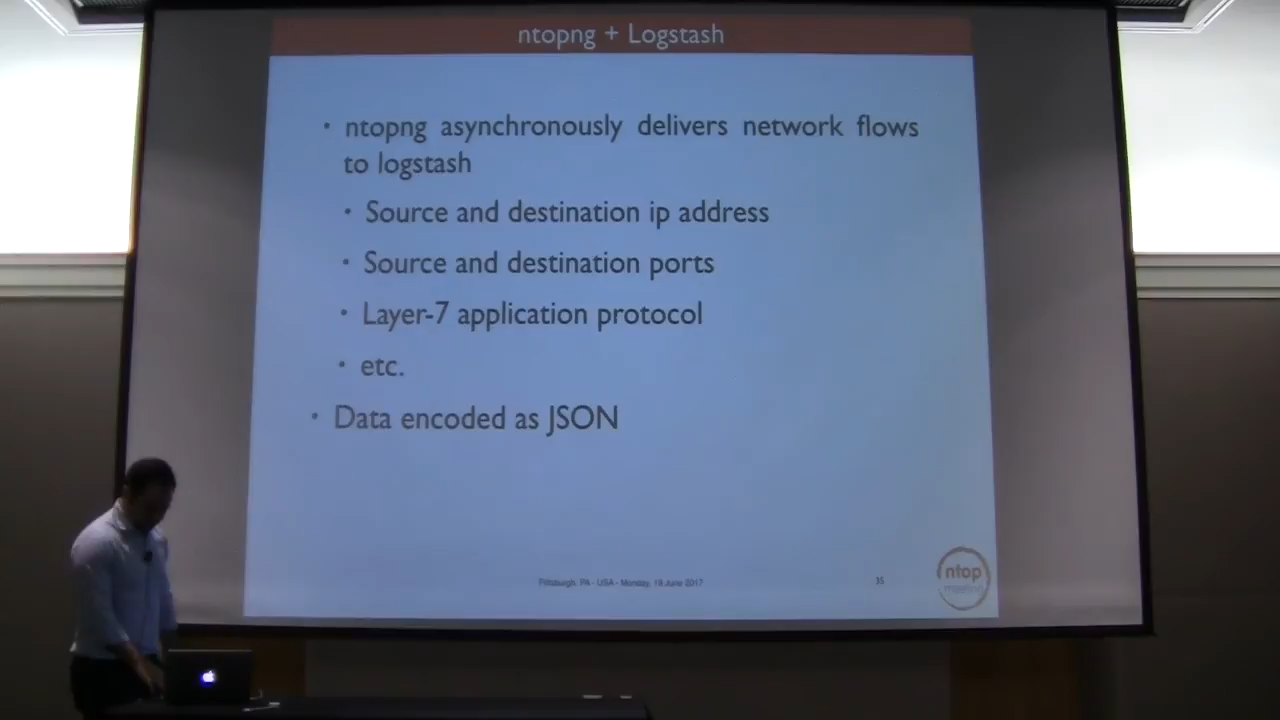 ntopng + Logstash
• ntopng asynchronously delivers network flows
to logstash
• Source and destination ip address
• Source and destination ports
• Layer-7 application protocol
• etc.
• Data encoded as JSON
Pittsburgh, PA - USA - Monday, 19 June 2017
35
ntop